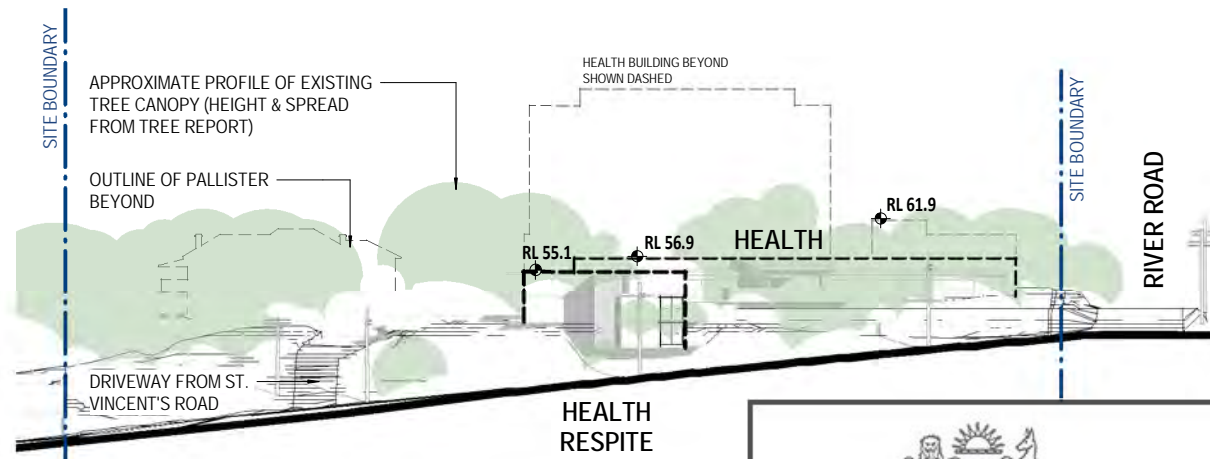 SITE BOUNDARY
APPROXIMATE PROFILE OF EXISTING
TREE CANOPY (HEIGHT & SPREAD
FROM TREE REPORT)
OUTLINE OF PALLISTER
BEYOND
HEALTH BUILDING BEYOND
SHOWN DASHED
RL 55.1
RL 56.9
HEALTH
RL 61.9
SITE BOUNDARY
RIVER ROAD
DRIVEWAY FROM ST.
VINCENT'S ROAD
HEALTH
RESPITE